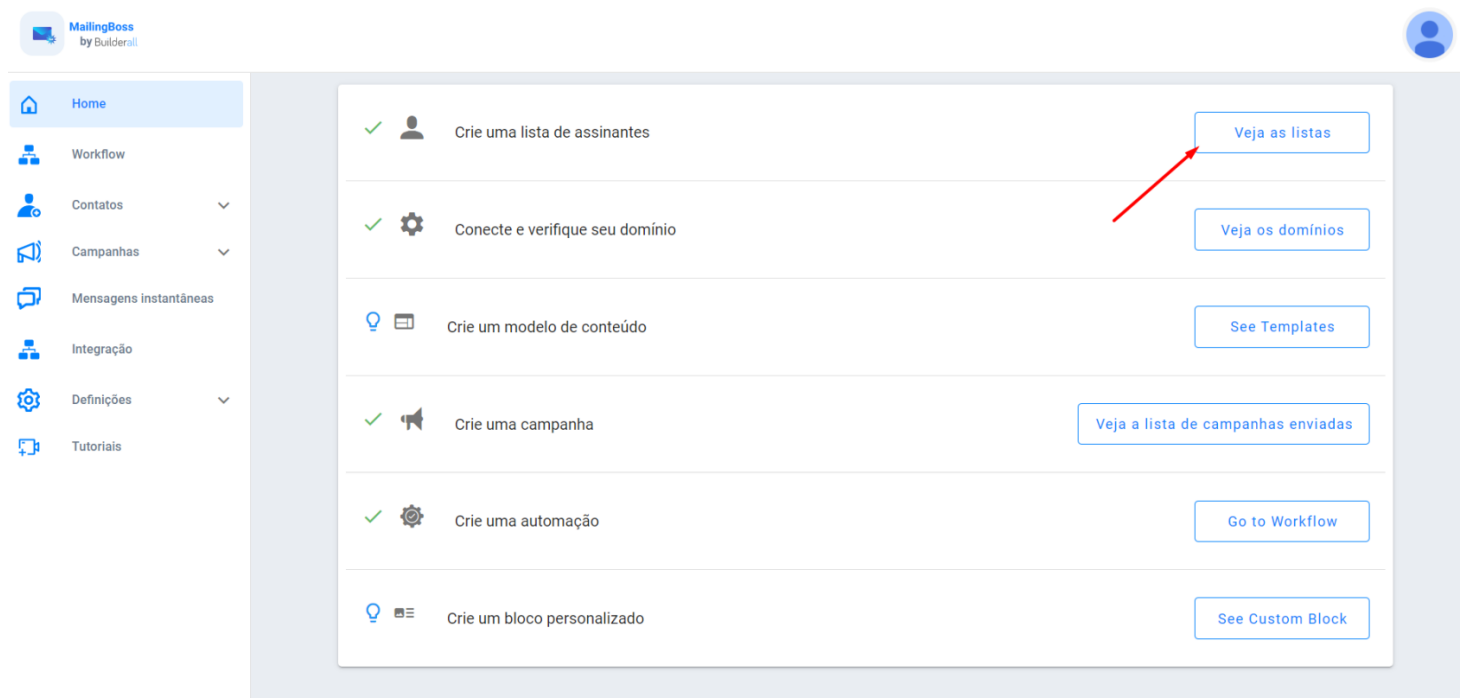 MailingBoss
by Builderall
Home
Workflow
Contatos
Campanhas
Mensagens instantâneas
Integração
Definições
Tutoriais
Crie uma lista de assinantes
Veja as listas
Conecte e verifique seu domínio
Veja os domínios
Crie um modelo de conteúdo
See Templates
Crie uma campanha
Veja a lista de campanhas enviadas
Crie uma automação
Go to Workflow
Crie um bloco personalizado
See Custom Block